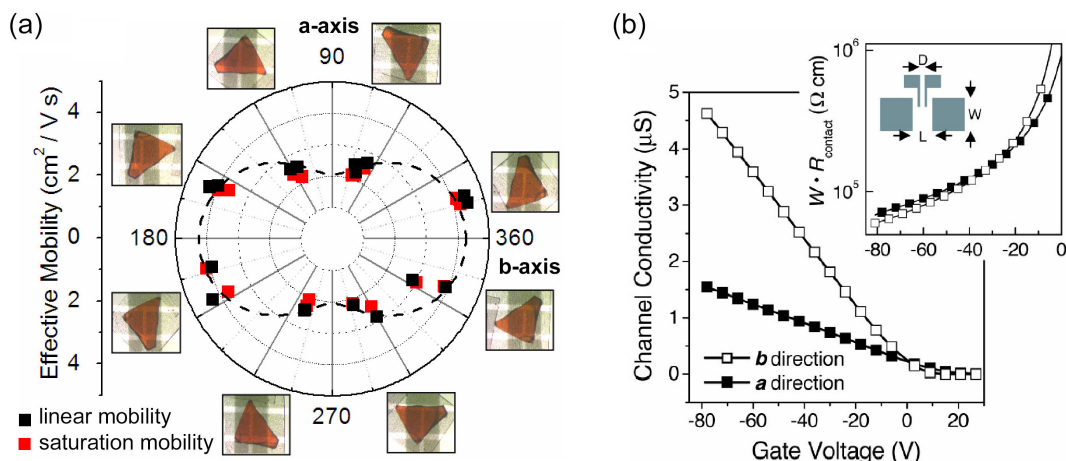 (a)
a-axis
90
180
360
b-axis
270
4
2
0
2
4
Effective Mobility (cm² / V s)
linear mobility
saturation mobility
(b)
5
4
3
2
1
0
Channel Conductivity (µS)
-80 -60 -40 -20 0 20
Gate Voltage (V)
b direction
a direction
10⁶
10⁵
W • Rcontact (Ω cm)
-80 -60 -40 -20 0
D
W
L